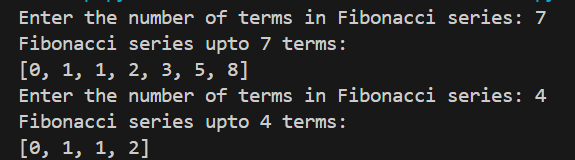 Enter the number of terms in Fibonacci series: 7
Fibonacci series upto 7 terms:
[0, 1, 1, 2, 3, 5, 8]
Enter the number of terms in Fibonacci series: 4
Fibonacci series upto 4 terms:
[0, 1, 1, 2]